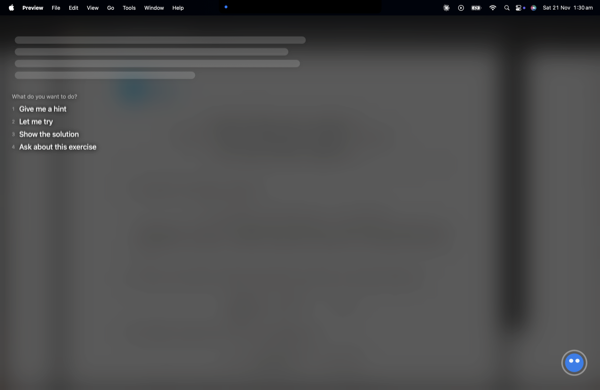 Preview File Edit View Go Tools Window Help Sat 21 Nov 1:30 am
What do you want to do?
1 Give me a hint
2 Let me try
3 Show the solution
4 Ask about this exercise